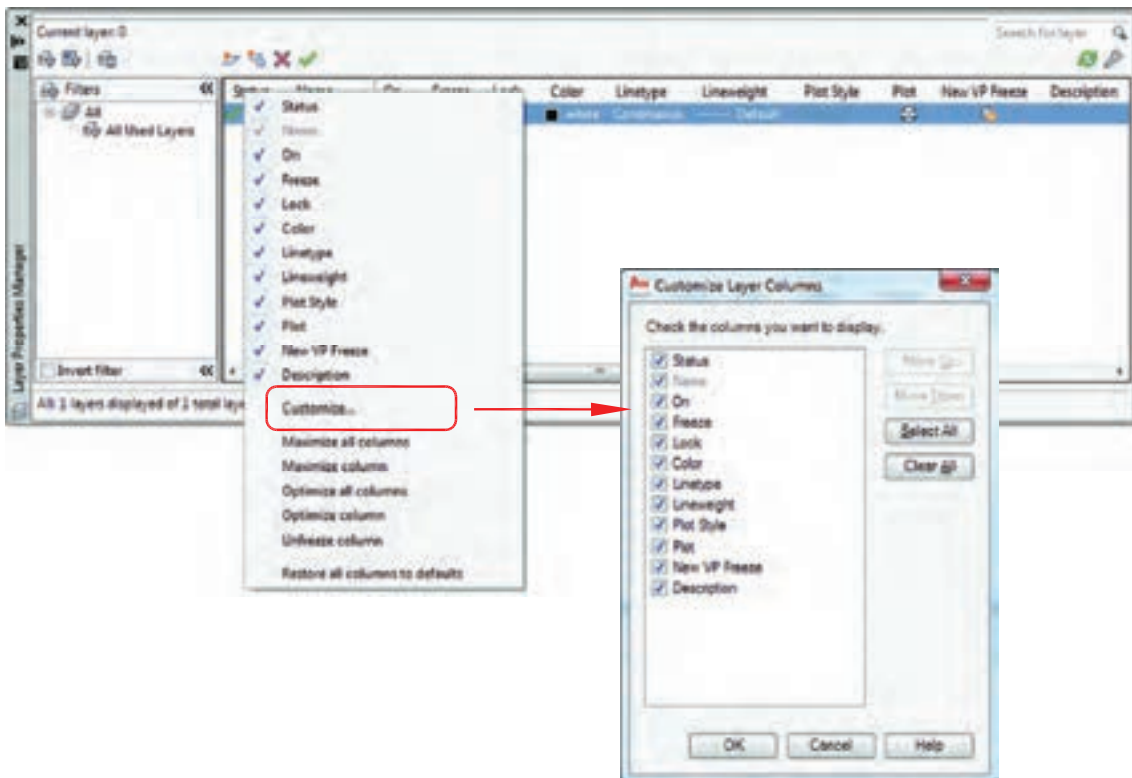 Current layer: 0
Search for layer
Filters
All
All Used Layers
Status Name On Freeze Lock Color Linetype Lineweight Plot Style Plot New VP Freeze Description
white Continuous Default
Status
Name
On
Freeze
Lock
Color
Linetype
Lineweight
Plot Style
Plot
New VP Freeze
Description
Customize...
Maximize all columns
Maximize column
Optimize all columns
Optimize column
Unfreeze column
Restore all columns to defaults
Invert filter
All: 1 layers displayed of 1 total
Layer Properties Manager
Customize Layer Columns
Check the columns you want to display.
Status
Name
On
Freeze
Lock
Color
Linetype
Lineweight
Plot Style
Plot
New VP Freeze
Description
Move Up
Move Down
Select All
Clear All
OK Cancel Help